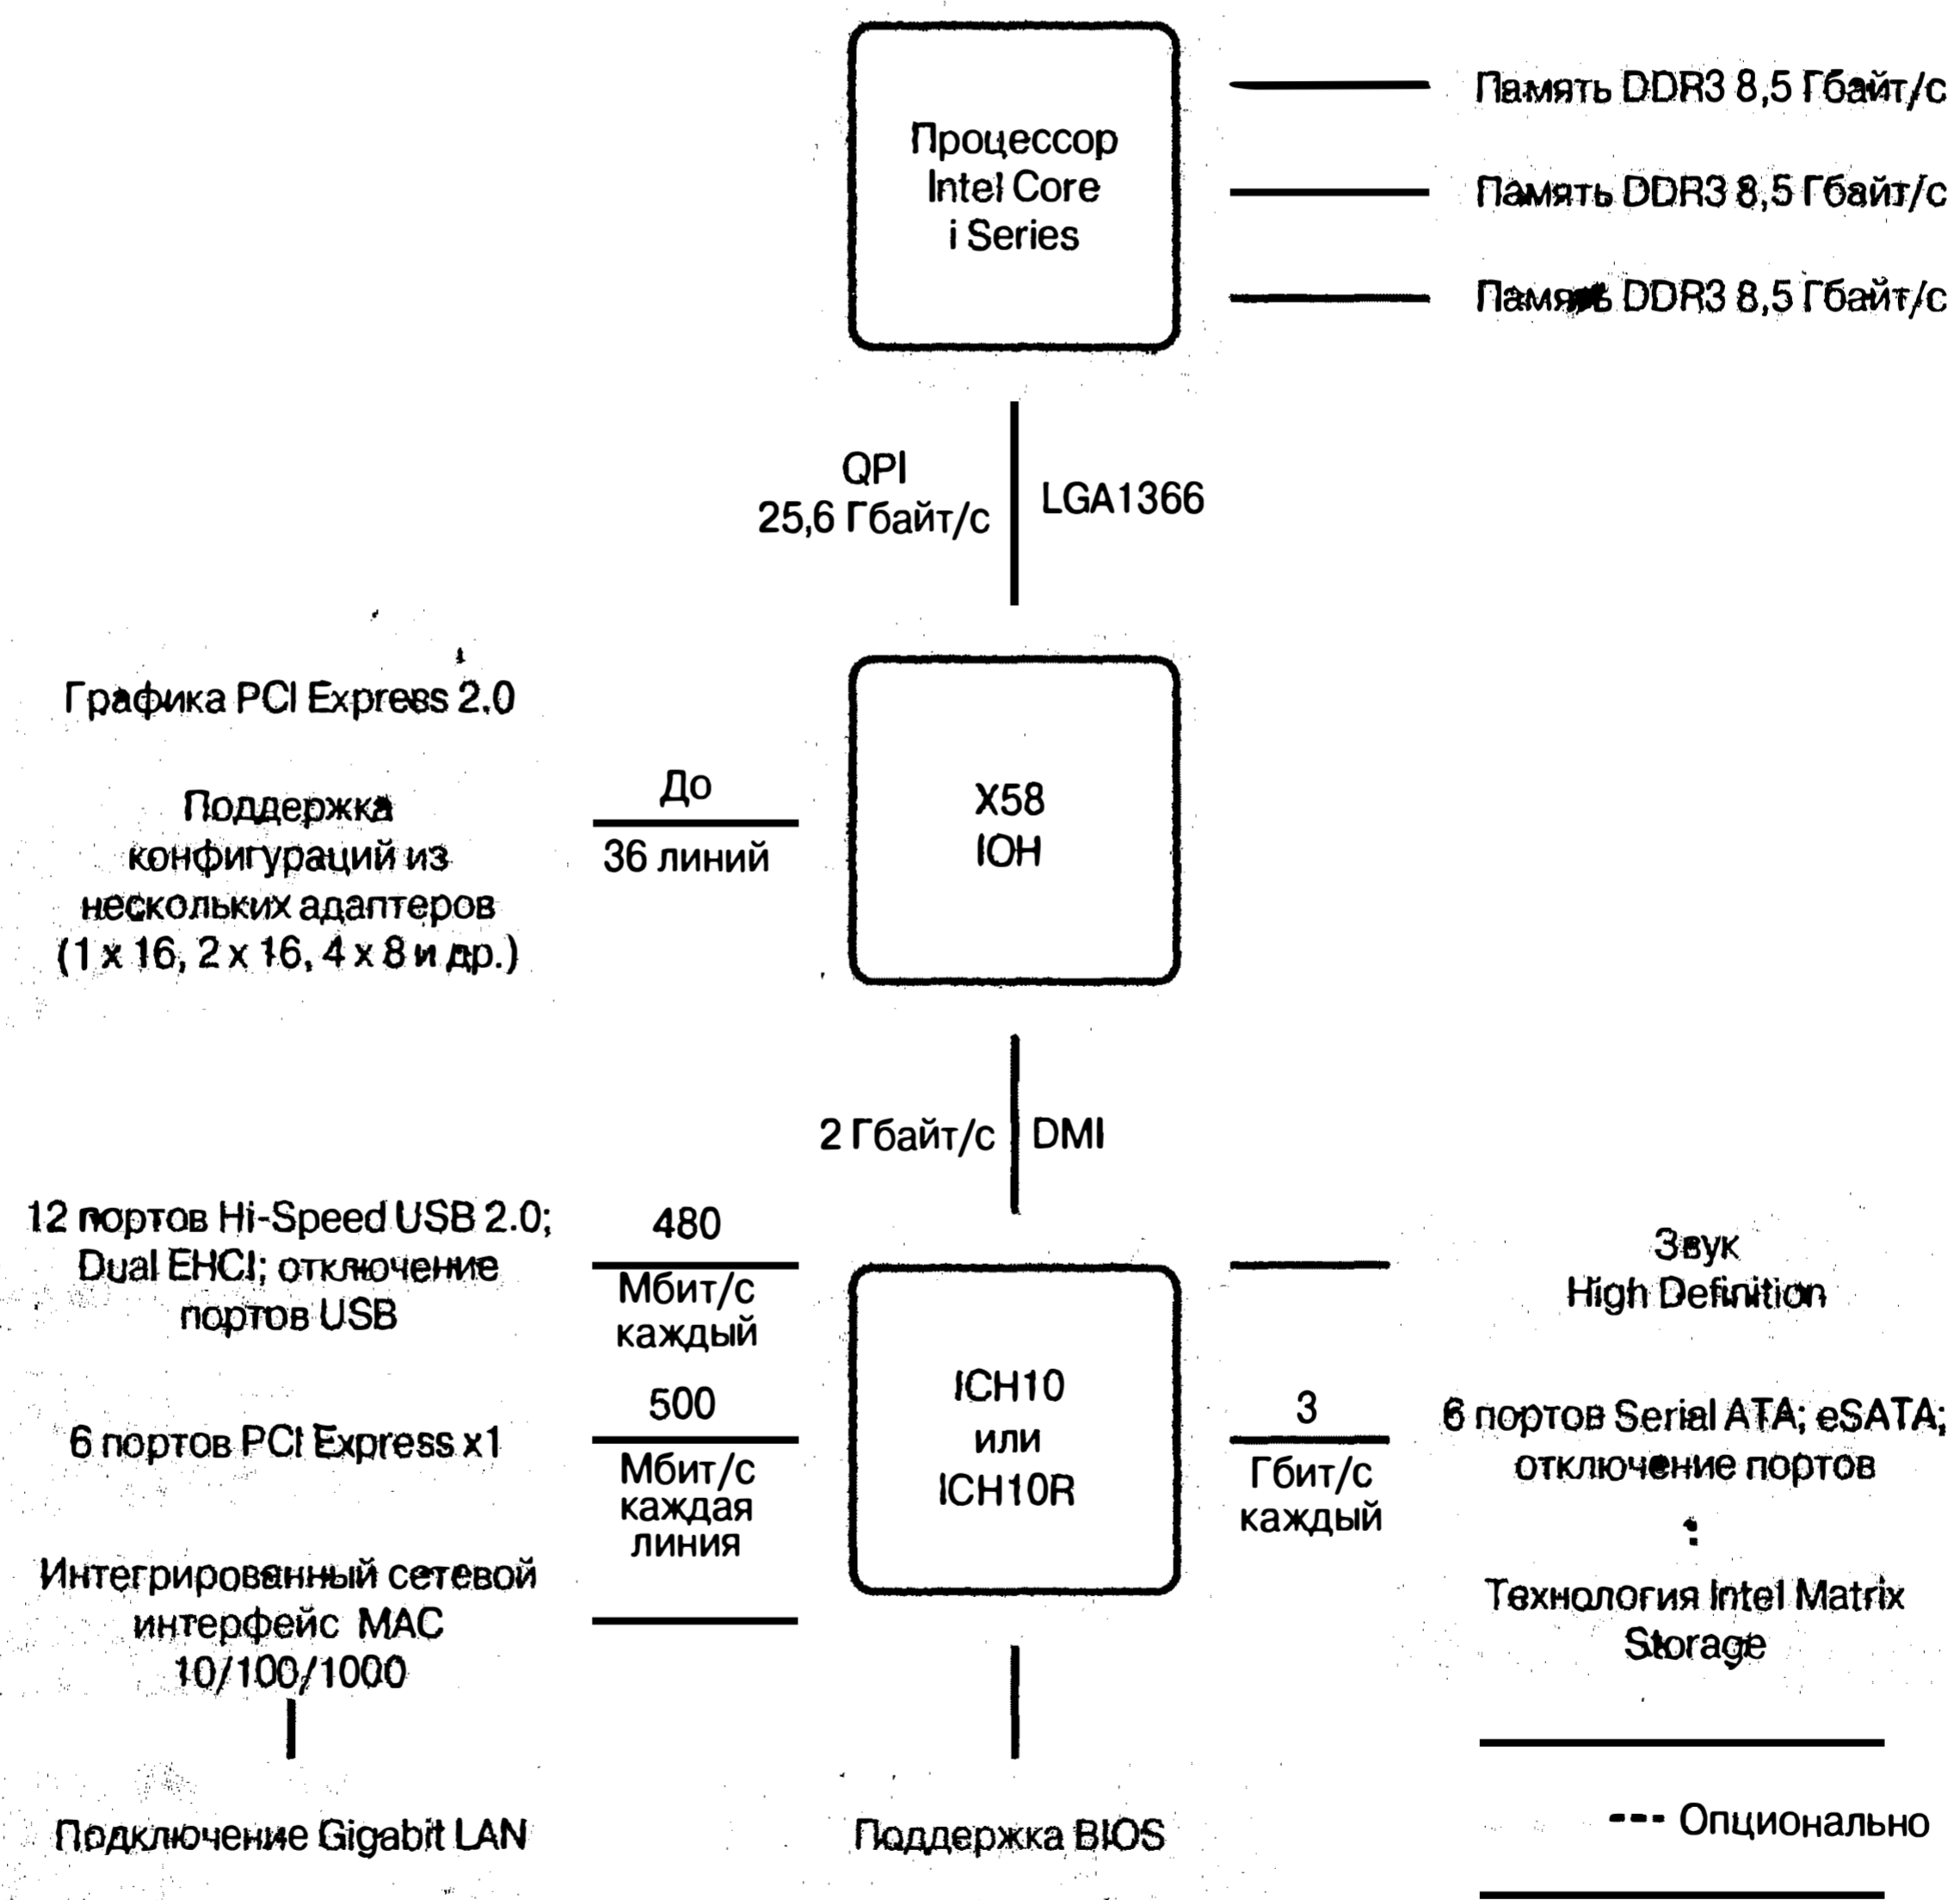 Процессор
Intel Core
i Series
Память DDR3 8,5 Гбайт/с
Память DDR3 8,5 Гбайт/с
Память DDR3 8,5 Гбайт/с
QPI
25,6 Гбайт/с
LGA1366
Графика PCI Express 2.0
Поддержка
конфигураций из
нескольких адаптеров
(1 x 16, 2 x 16, 4 x 8 и др.)
До
36 линий
X58
IOH
2 Гбайт/с
DMI
12 портов Hi-Speed USB 2.0;
Dual EHCI; отключение
портов USB
480
Мбит/с
каждый
6 портов PCI Express x1
500
Мбит/с
каждая
линия
Интегрированный сетевой
интерфейс MAC
10/100/1000
ICH10
или
ICH10R
Звук
High Definition
3
Гбит/с
каждый
6 портов Serial ATA; eSATA;
отключение портов
Технология Intel Matrix
Storage
Подключение Gigabit LAN
Поддержка BIOS
--- Опционально